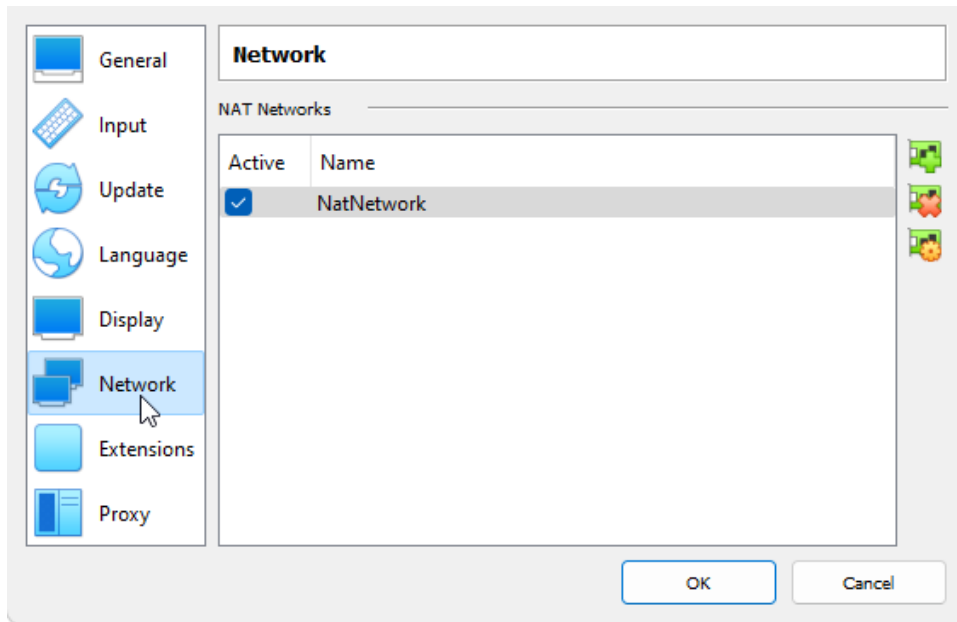 General
Input
Update
Language
Display
Network
Extensions
Proxy
Network
NAT Networks
Active Name
NatNetwork
OK Cancel